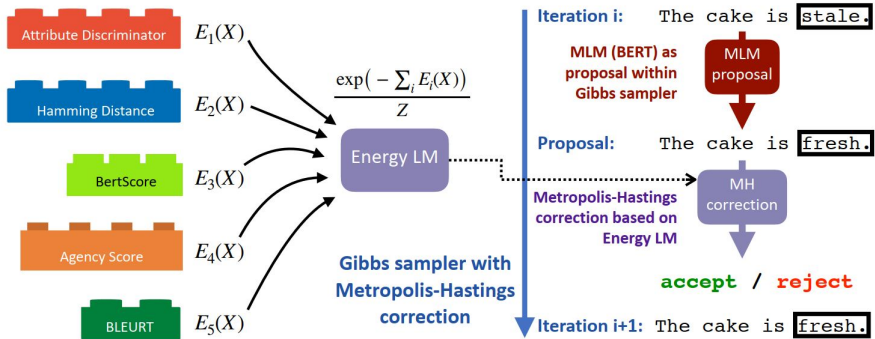 Attribute Discriminator
E₁(X)
Hamming Distance
E₂(X)
BertScore
E₃(X)
Agency Score
E₄(X)
BLEURT
E₅(X)
exp(− ∑ᵢ Eᵢ(X))
Z
Energy LM
Gibbs sampler with
Metropolis-Hastings
correction
Iteration i: The cake is stale.
MLM (BERT) as
proposal within
Gibbs sampler
MLM
proposal
Proposal: The cake is fresh.
Metropolis-Hastings
correction based on
Energy LM
MH
correction
accept / reject
Iteration i+1: The cake is fresh.